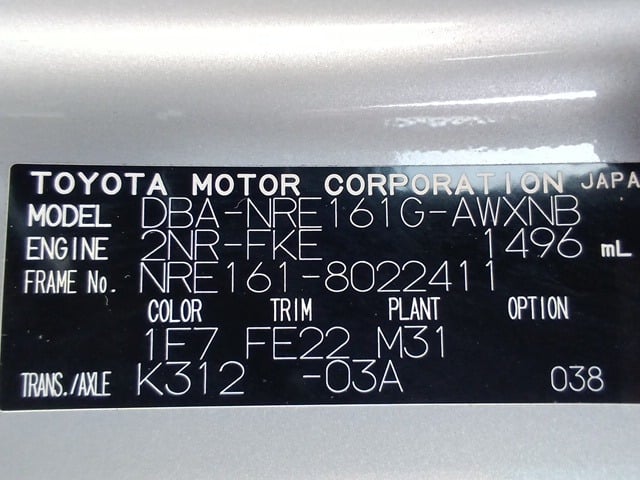 TOYOTA MOTOR CORPORATION JAPA
MODEL DBA-NRE161G-AWXNB
ENGINE 2NR-FKE 1496 mL
FRAME No. NRE161-8022411
COLOR TRIM PLANT OPTION
1F7 FE22 M31
TRANS./AXLE K312 -03A 038